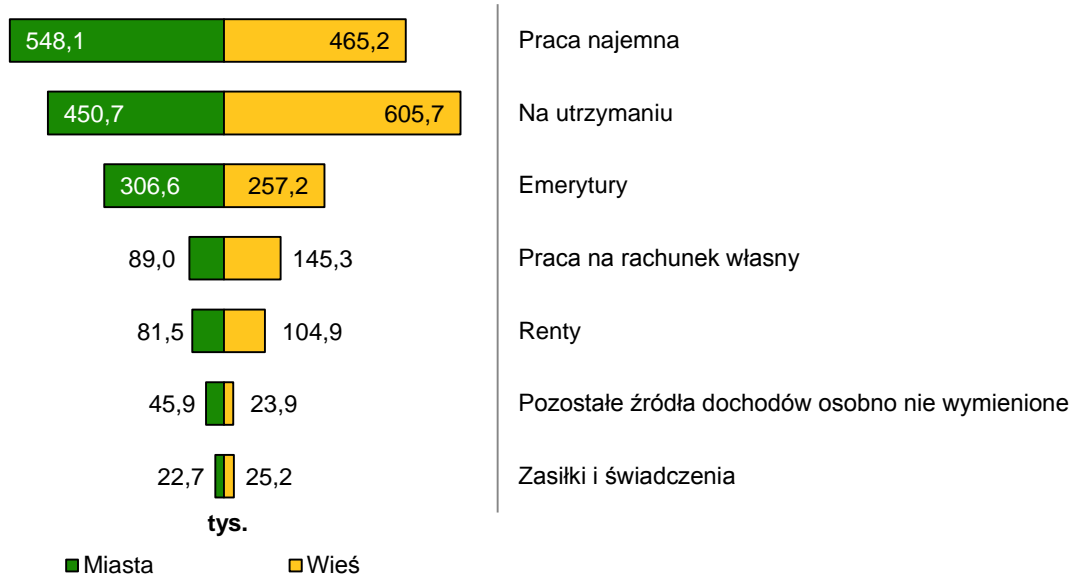 548,1 465,2 Praca najemna
450,7 605,7 Na utrzymaniu
306,6 257,2 Emerytury
89,0 145,3 Praca na rachunek własny
81,5 104,9 Renty
45,9 23,9 Pozostałe źródła dochodów osobno nie wymienione
22,7 25,2 Zasiłki i świadczenia
tys.
Miasta Wieś